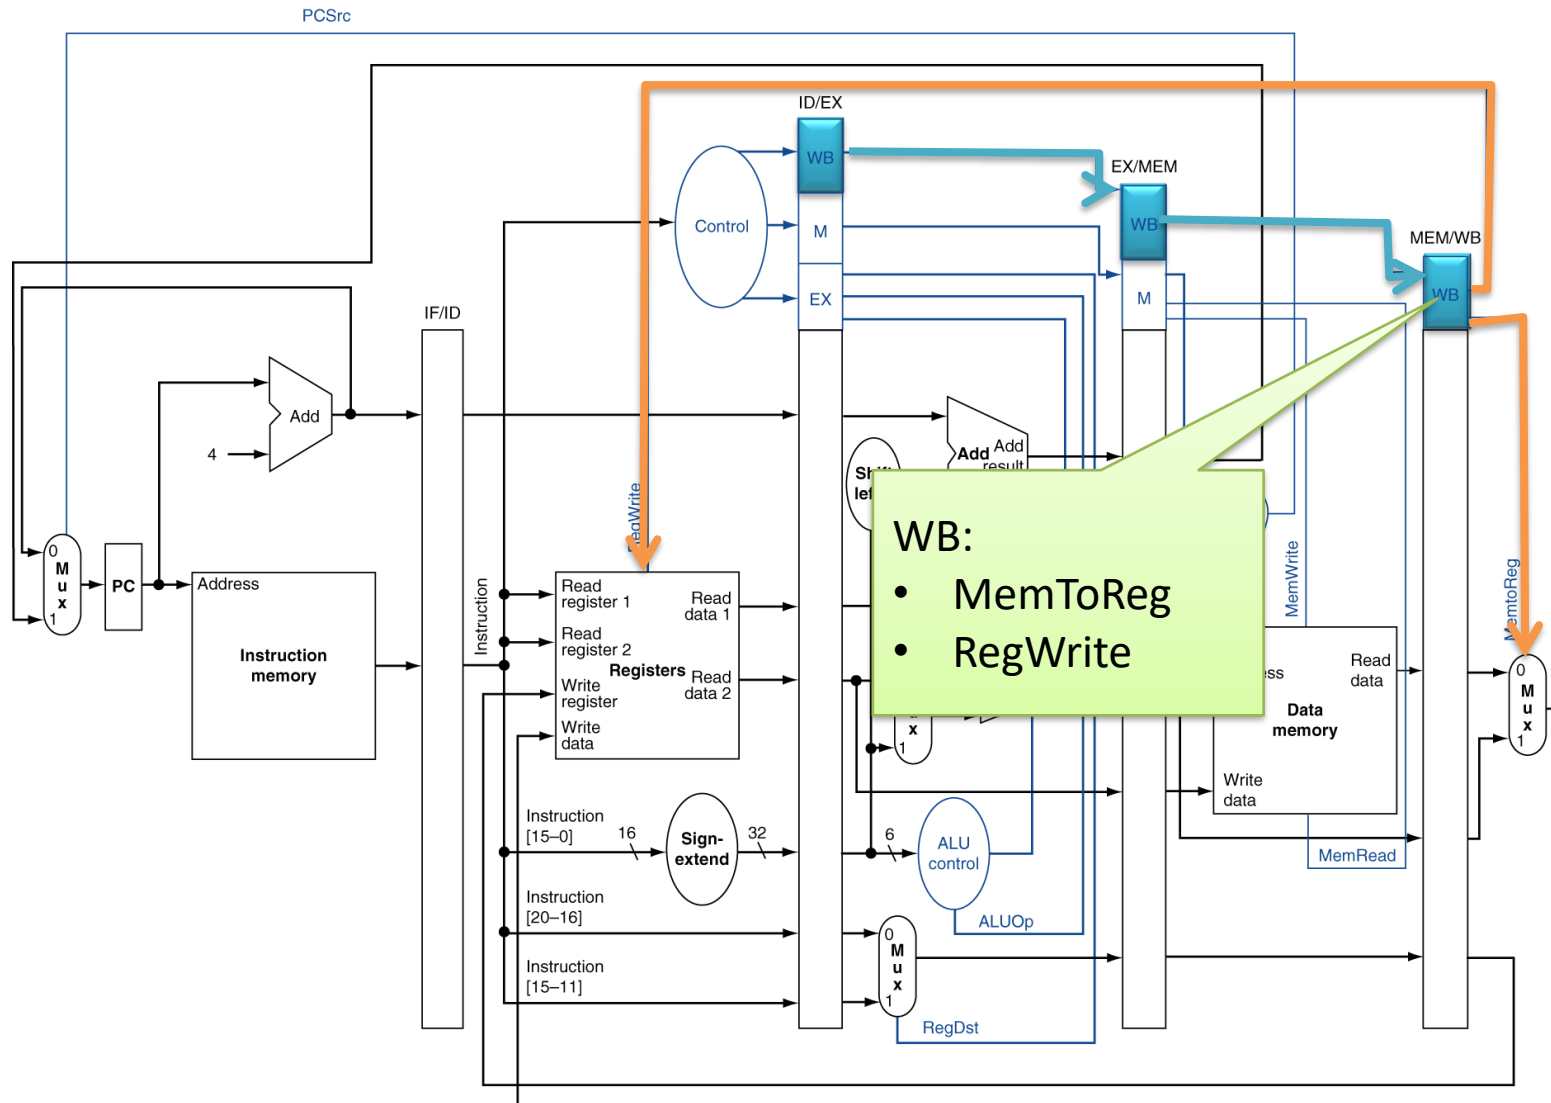 PCSrc
ID/EX
WB
EX/MEM
Control
M
WB
MEM/WB
EX
M
WB
IF/ID
Add
4
Add
Add
result
RegWrite
WB:
• MemToReg
• RegWrite
MemWrite
MemtoReg
0
M
u
x
1
PC
Address
Instruction
memory
Instruction
Read
register 1
Read
register 2
Write
register
Write
data
Registers
Read
data 1
Read
data 2
x
1
Read
data
Data
memory
Write
data
0
M
u
x
1
Instruction
[15–0]
16
Sign-
extend
32
6
ALU
control
MemRead
Instruction
[20–16]
ALUOp
0
M
u
x
1
Instruction
[15–11]
RegDst